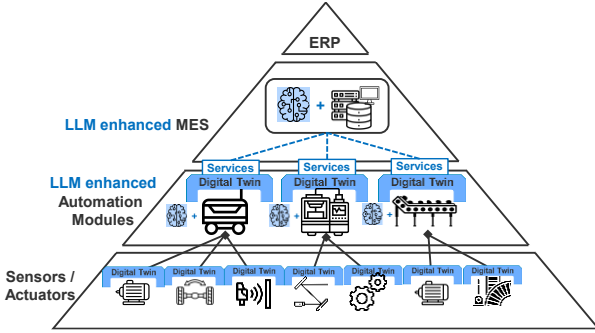 ERP
LLM enhanced MES
+
Services Services Services
LLM enhanced
Automation
Modules
Digital Twin Digital Twin Digital Twin
+ + +
Sensors /
Actuators
Digital Twin Digital Twin Digital Twin Digital Twin Digital Twin Digital Twin Digital Twin